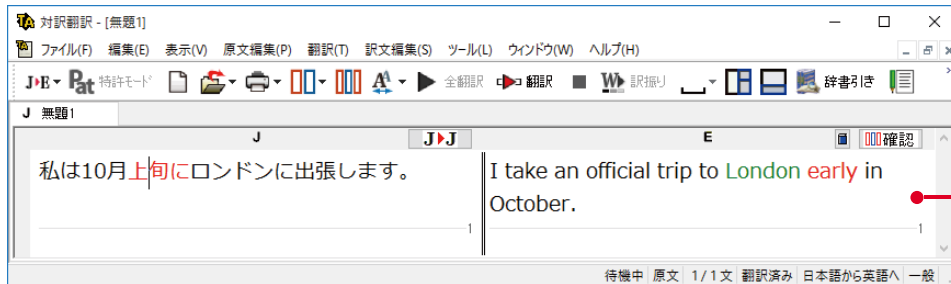 対訳翻訳 - [無題1]
ファイル(F) 編集(E) 表示(V) 原文編集(P) 翻訳(T) 訳文編集(S) ツール(L) ウィンドウ(W) ヘルプ(H)
J▶E Pat 特許モード A A 全翻訳 翻訳 W 訳振り 辞書引き
J 無題1
J J▶J E 確認
私は10月上旬にロンドンに出張します。
I take an official trip to London early in
October.
1 1
待機中 原文 1/1文 翻訳済み 日本語から英語へ 一般